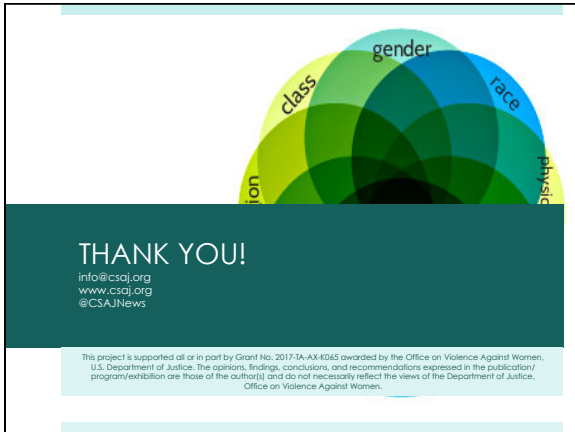 gender
class
race
THANK YOU!
info@csaj.org
www.csaj.org
@CSAJNews
This project is supported all or in part by Grant No. 2017-TA-AX-K065 awarded by the Office on Violence Against Women,
U.S. Department of Justice. The opinions, findings, conclusions, and recommendations expressed in the publication/
program/exhibition are those of the author(s) and do not necessarily reflect the views of the Department of Justice,
Office on Violence Against Women.